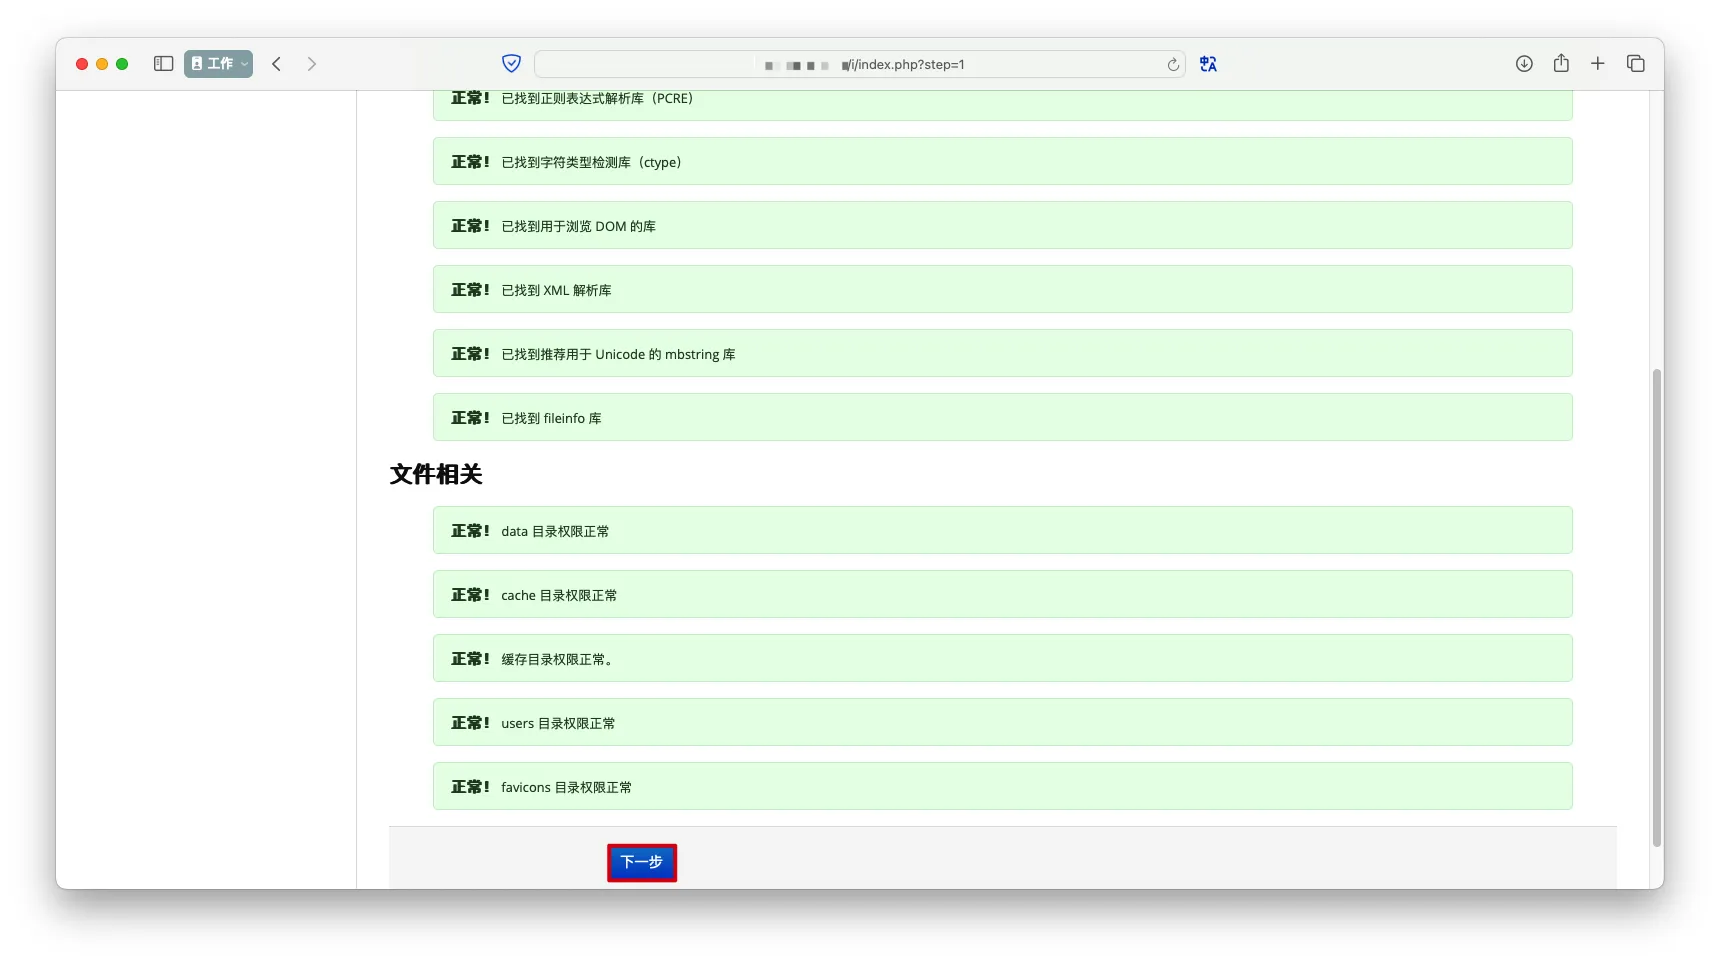 工作
/i/index.php?step=1
正常! 已找到正则表达式解析库（PCRE）
正常! 已找到字符类型检测库（ctype）
正常! 已找到用于浏览 DOM 的库
正常! 已找到 XML 解析库
正常! 已找到推荐用于 Unicode 的 mbstring 库
正常! 已找到 fileinfo 库
文件相关
正常! data 目录权限正常
正常! cache 目录权限正常
正常! 缓存目录权限正常。
正常! users 目录权限正常
正常! favicons 目录权限正常
下一步